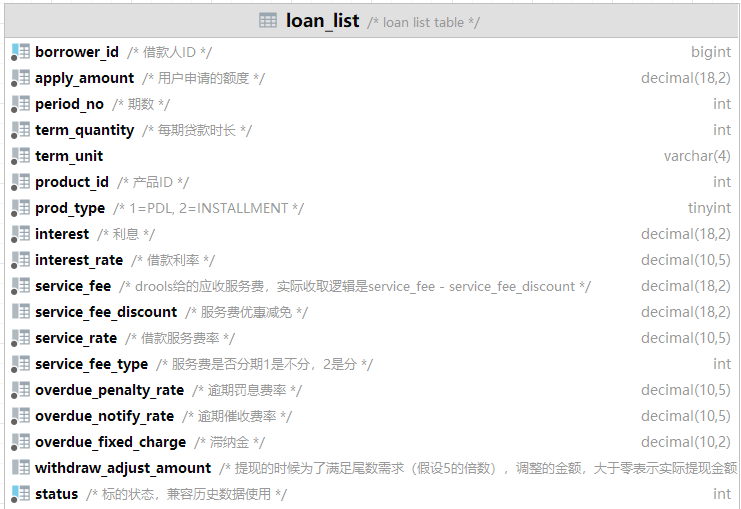 loan_list /* loan list table */
borrower_id /* 借款人ID */ bigint
apply_amount /* 用户申请的额度 */ decimal(18,2)
period_no /* 期数 */ int
term_quantity /* 每期贷款时长 */ int
term_unit varchar(4)
product_id /* 产品ID */ int
prod_type /* 1=PDL, 2=INSTALLMENT */ tinyint
interest /* 利息 */ decimal(18,2)
interest_rate /* 借款利率 */ decimal(10,5)
service_fee /* drools给的应收服务费，实际收取逻辑是service_fee - service_fee_discount */ decimal(18,2)
service_fee_discount /* 服务费优惠减免 */ decimal(18,2)
service_rate /* 借款服务费率 */ decimal(10,5)
service_fee_type /* 服务费是否分期1是不分，2是分 */ int
overdue_penalty_rate /* 逾期罚息费率 */ decimal(10,5)
overdue_notify_rate /* 逾期催收费率 */ decimal(10,5)
overdue_fixed_charge /* 滞纳金 */ decimal(10,2)
withdraw_adjust_amount /* 提现的时候为了满足尾数需求（假设5的倍数），调整的金额，大于零表示实际提现金额
status /* 标的状态，兼容历史数据使用 */ int